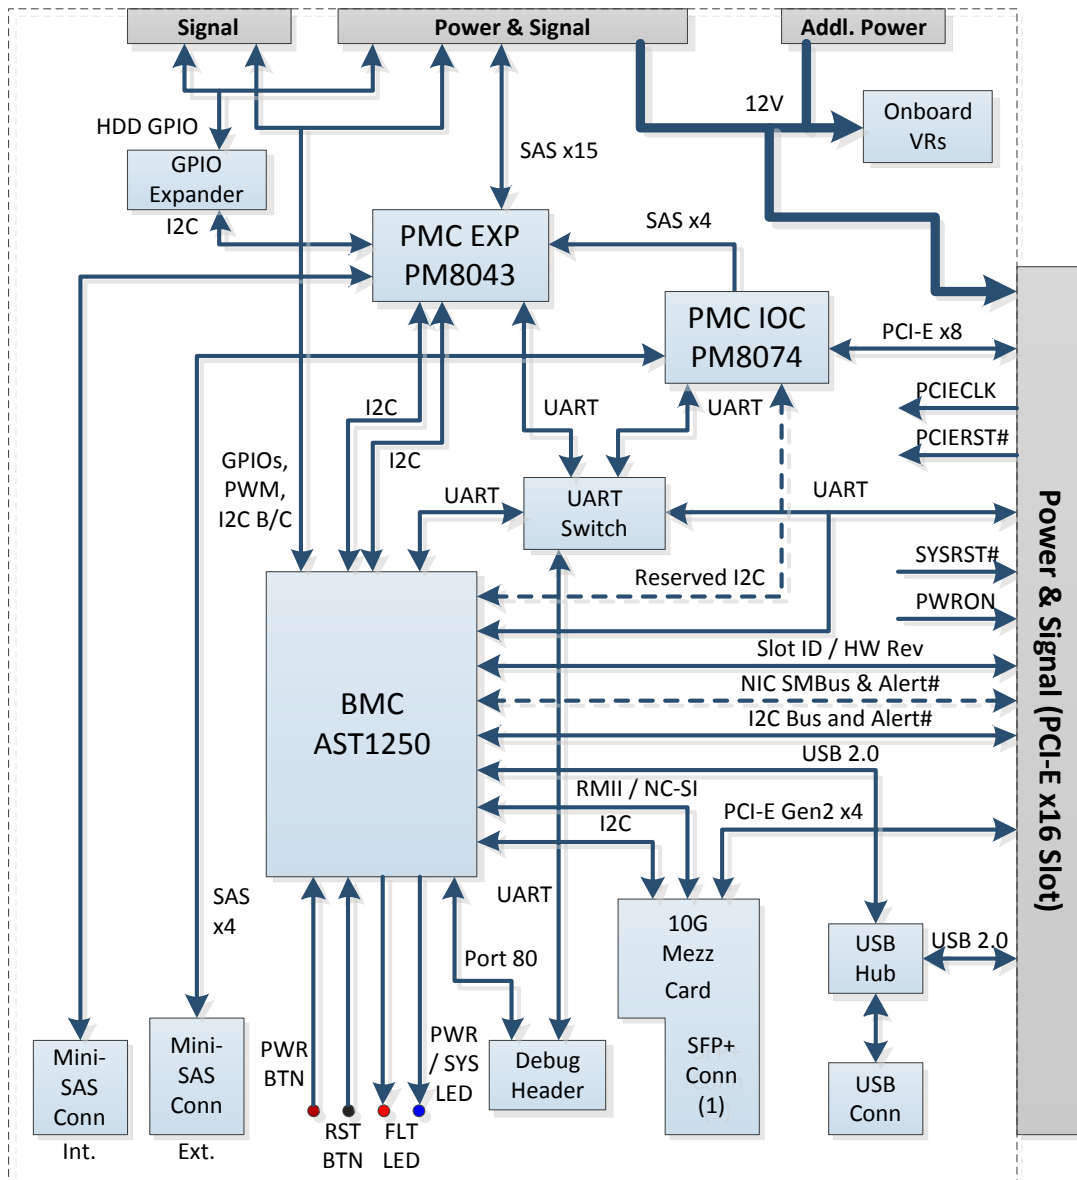 Signal
Power & Signal
Addl. Power
12V
Onboard
VRs
HDD GPIO
SAS x15
GPIO
Expander
I2C
SAS x4
PMC EXP
PM8043
PMC IOC
PM8074
PCI-E x8
PCIECLK
I2C
UART
UART
PCIERST#
I2C
GPIOs,
PWM,
I2C B/C
UART
UART
Switch
UART
Reserved I2C
SYSRST#
PWRON
Slot ID / HW Rev
NIC SMBus & Alert#
BMC
AST1250
I2C Bus and Alert#
USB 2.0
RMII / NC-SI
PCI-E Gen2 x4
I2C
Power & Signal (PCI-E x16 Slot)
SAS
x4
UART
10G
Mezz
Card
USB
Hub
USB 2.0
Port 80
Mini-
SAS
Conn
Int.
Mini-
SAS
Conn
Ext.
PWR
BTN
RST
BTN
FLT
LED
PWR
/ SYS
LED
Debug
Header
SFP+
Conn
(1)
USB
Conn